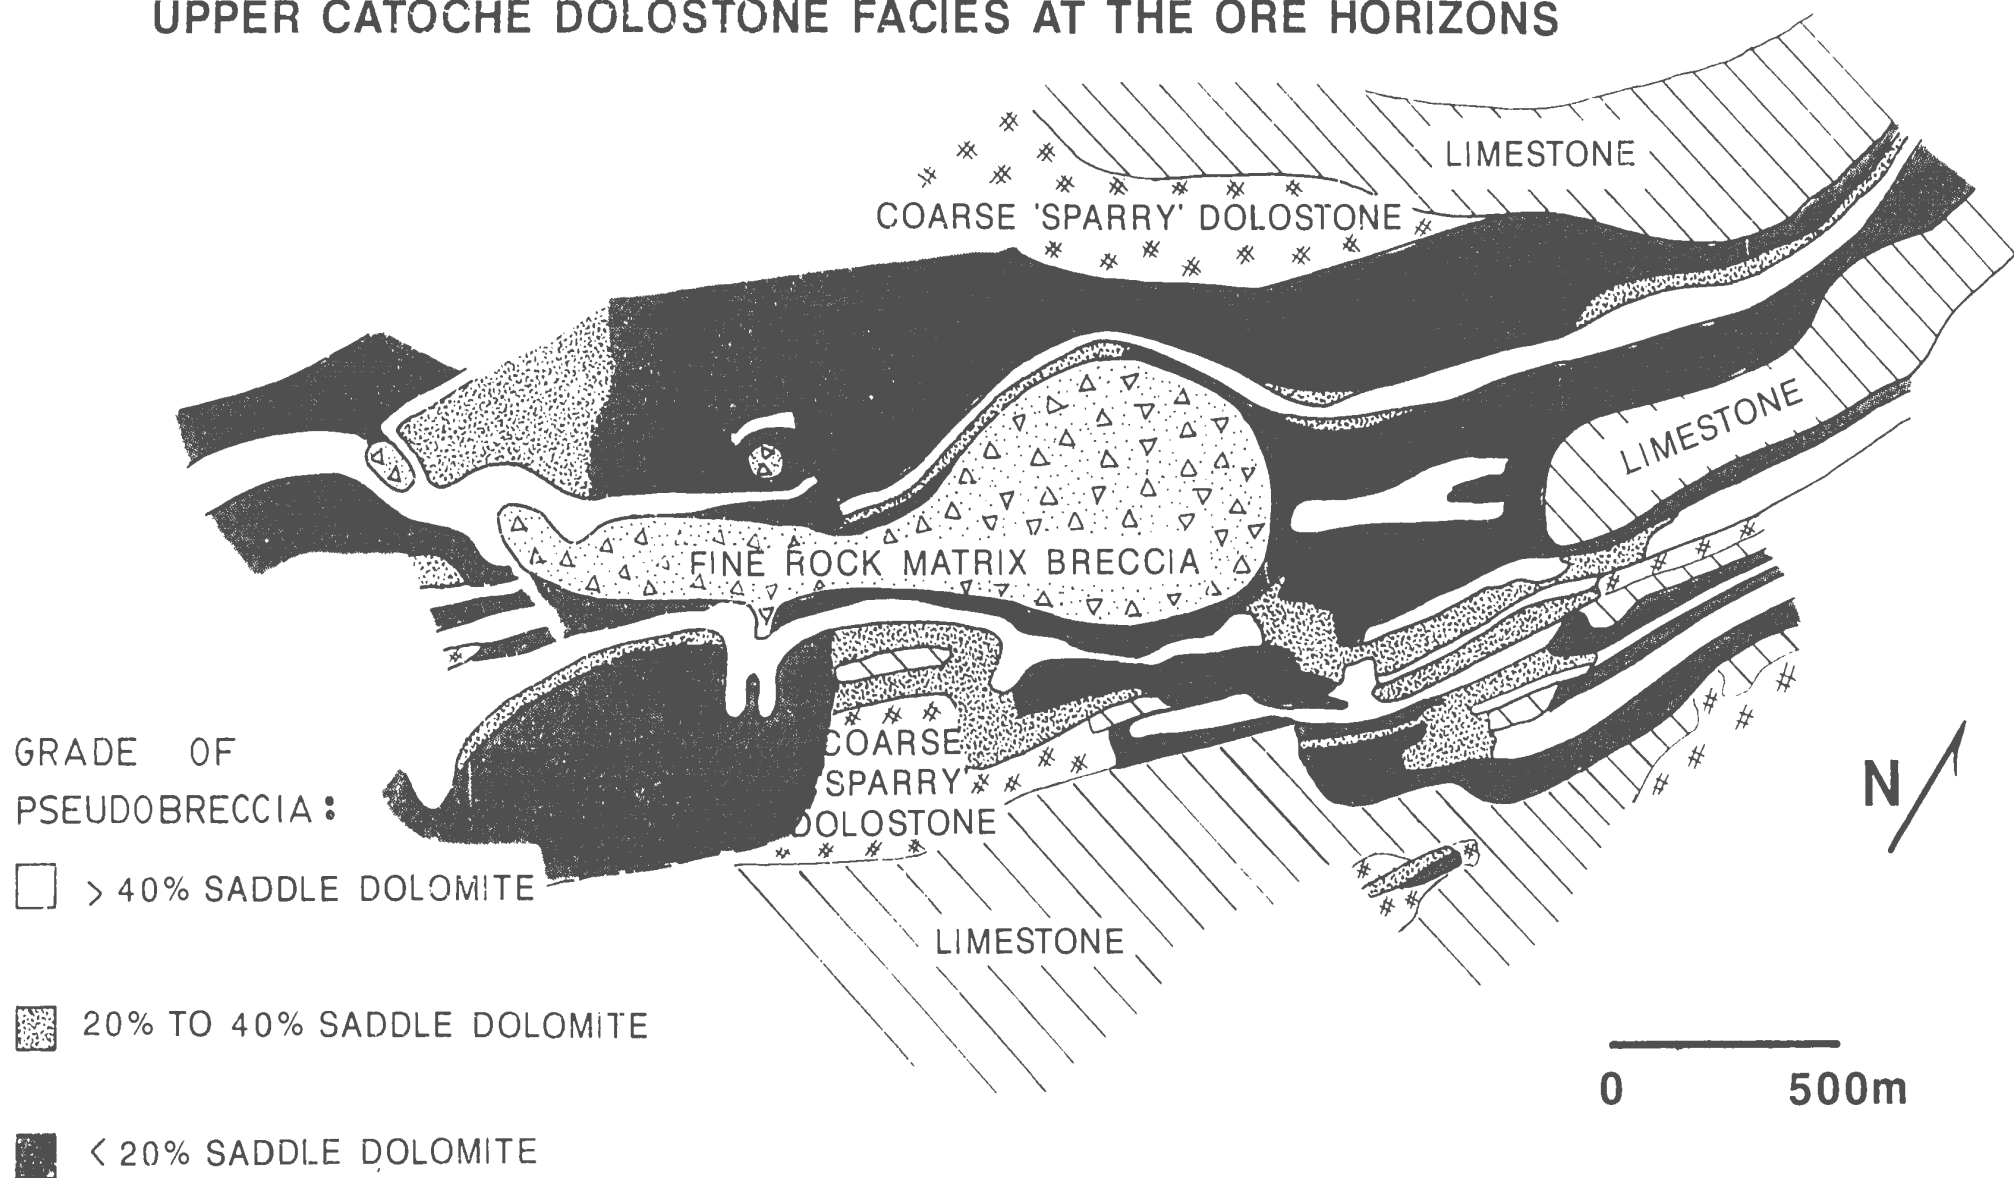 UPPER CATOCHE DOLOSTONE FACIES AT THE ORE HORIZONS
LIMESTONE
COARSE 'SPARRY' DOLOSTONE
LIMESTONE
FINE ROCK MATRIX BRECCIA
COARSE
'SPARRY'
DOLOSTONE
LIMESTONE
GRADE OF
PSEUDOBRECCIA:
> 40% SADDLE DOLOMITE
20% TO 40% SADDLE DOLOMITE
< 20% SADDLE DOLOMITE
N
0 500m